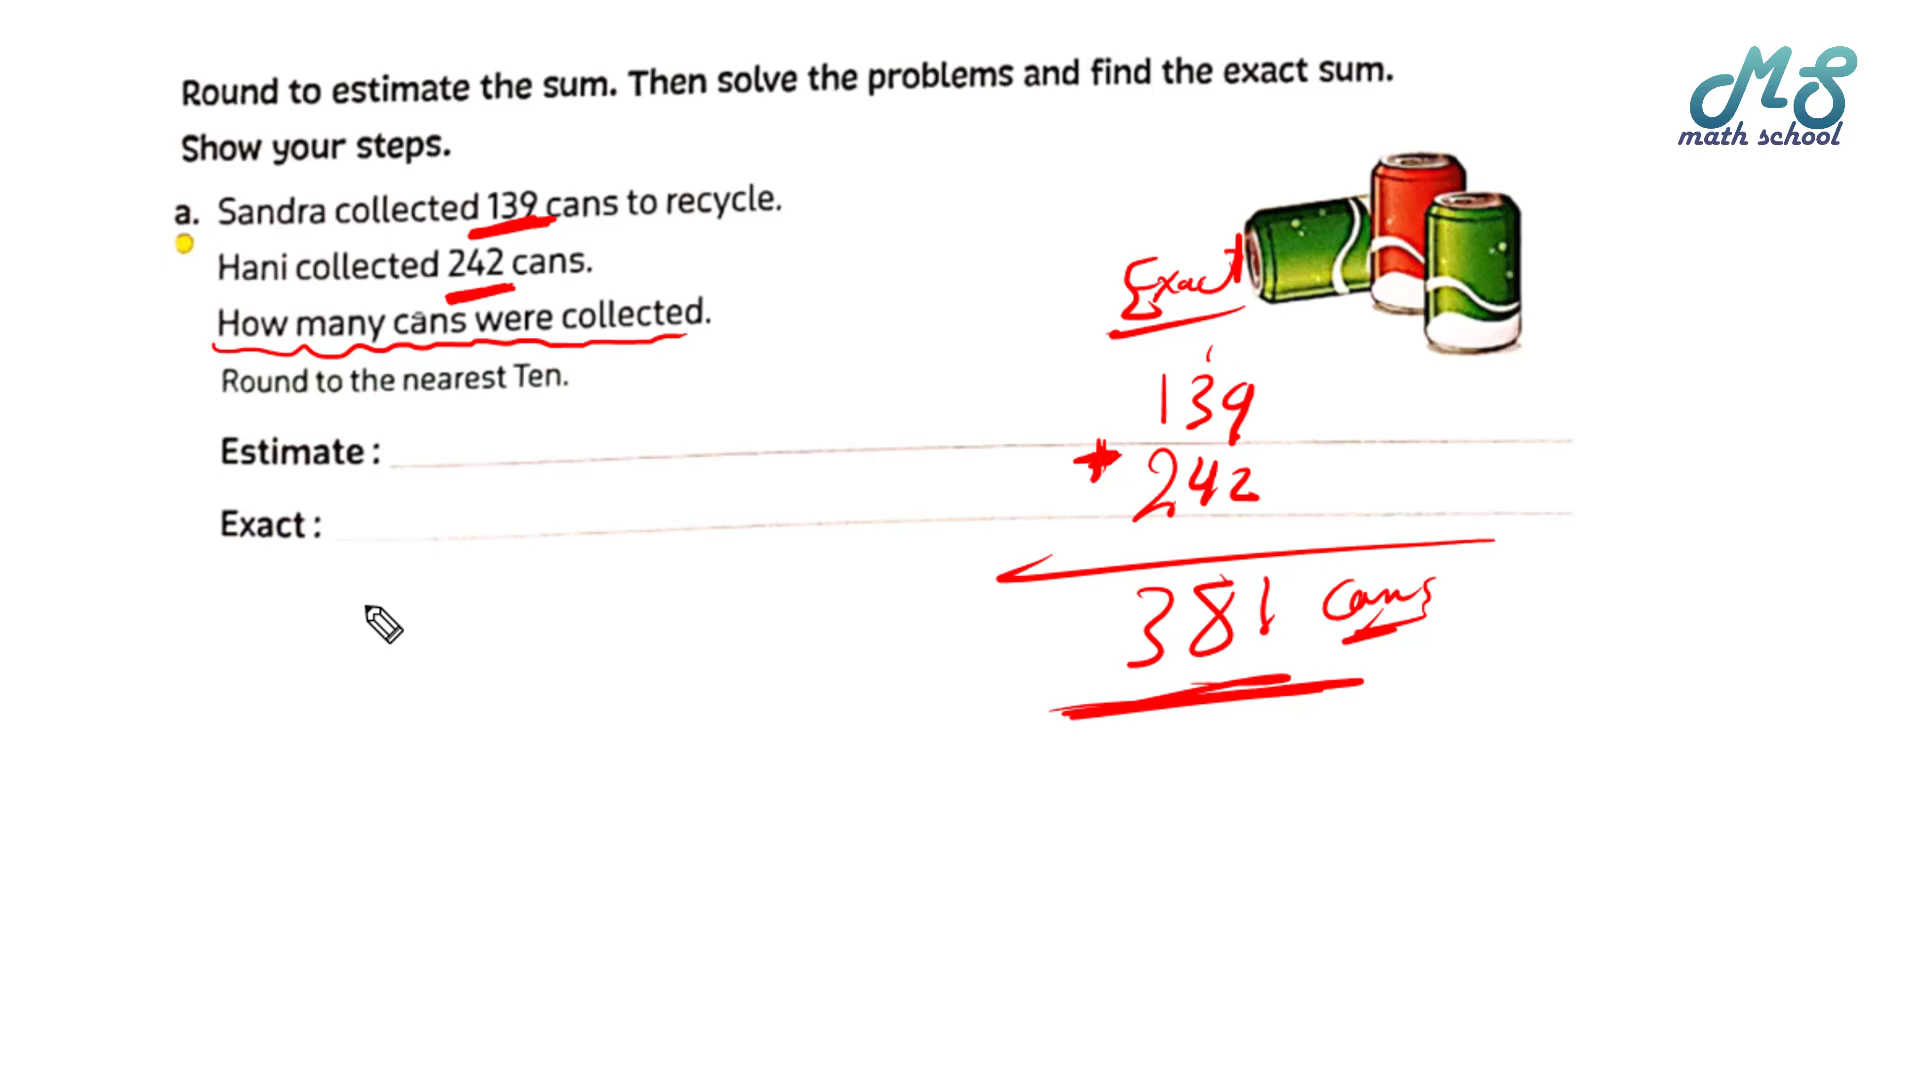 Round to estimate the sum. Then solve the problems and find the exact sum.
Show your steps.
a. Sandra collected 139 cans to recycle.
Hani collected 242 cans.
How many cans were collected.
Round to the nearest Ten.
Estimate :
Exact :
Exact
1
139
+ 242
381 cans
MS
math school